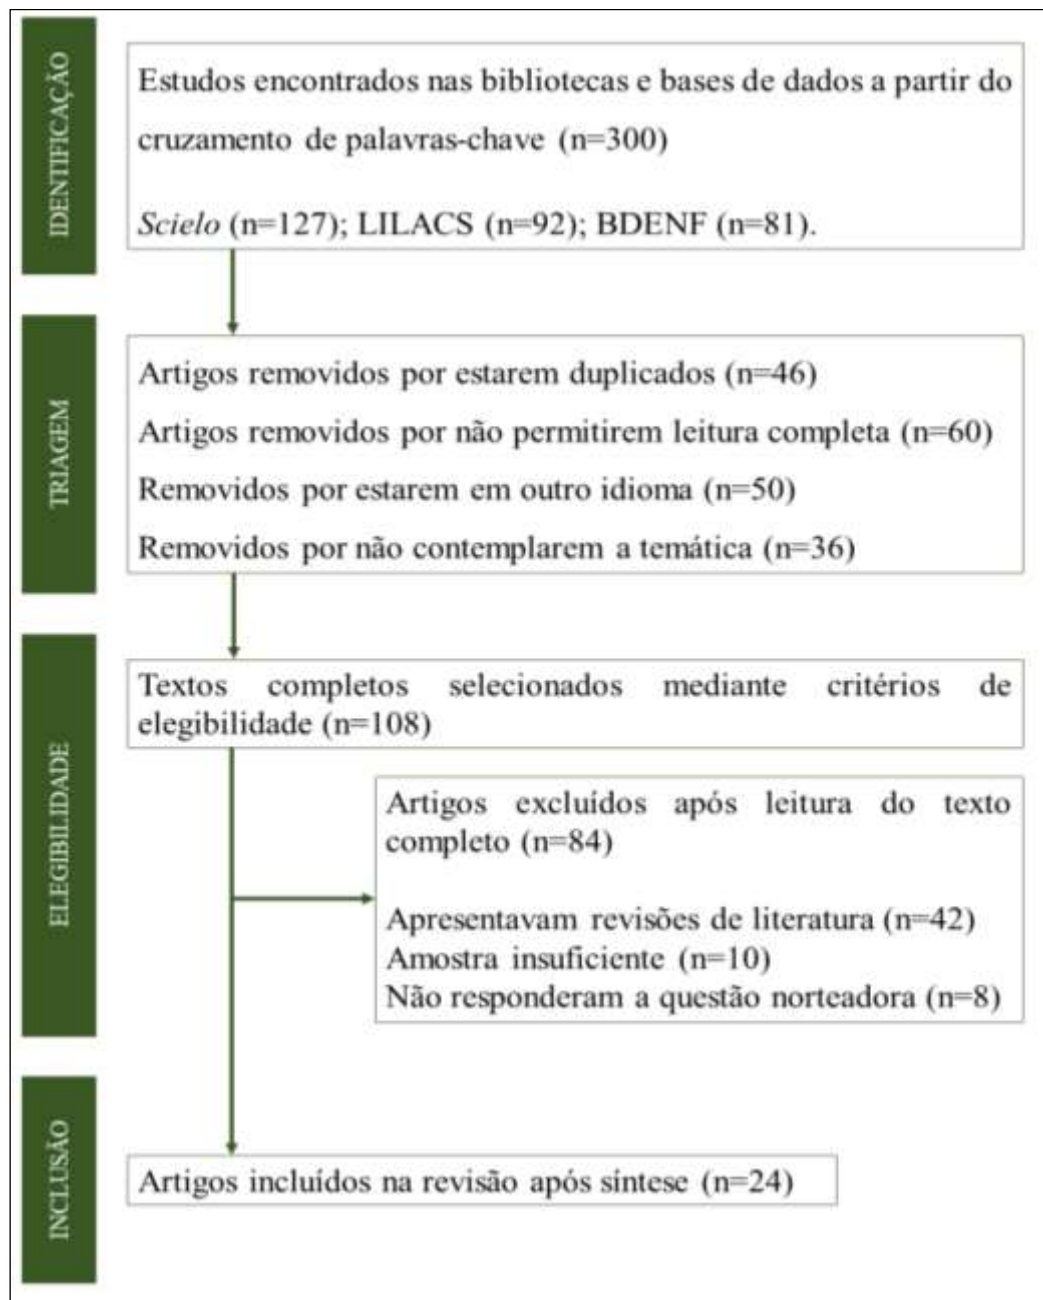 IDENTIFICAÇÃO
Estudos encontrados nas bibliotecas e bases de dados a partir do
cruzamento de palavras-chave (n=300)
Scielo (n=127); LILACS (n=92); BDENF (n=81).
TRIAGEM
Artigos removidos por estarem duplicados (n=46)
Artigos removidos por não permitirem leitura completa (n=60)
Removidos por estarem em outro idioma (n=50)
Removidos por não contemplarem a temática (n=36)
ELEGIBILIDADE
Textos completos selecionados mediante critérios de
elegibilidade (n=108)
Artigos excluídos após leitura do texto
completo (n=84)
Apresentavam revisões de literatura (n=42)
Amostra insuficiente (n=10)
Não responderam a questão norteadora (n=8)
INCLUSÃO
Artigos incluídos na revisão após síntese (n=24)